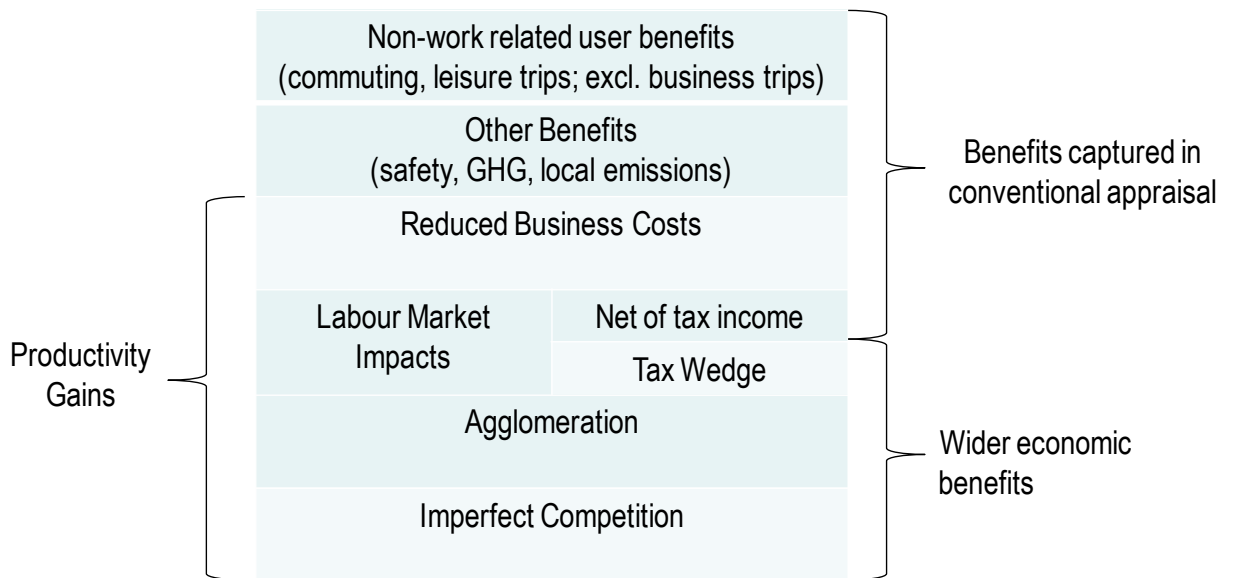 Non-work related user benefits
(commuting, leisure trips; excl. business trips)
Other Benefits
(safety, GHG, local emissions)
Benefits captured in
conventional appraisal
Reduced Business Costs
Productivity
Gains
Labour Market
Impacts
Net of tax income
Tax Wedge
Agglomeration
Wider economic
benefits
Imperfect Competition